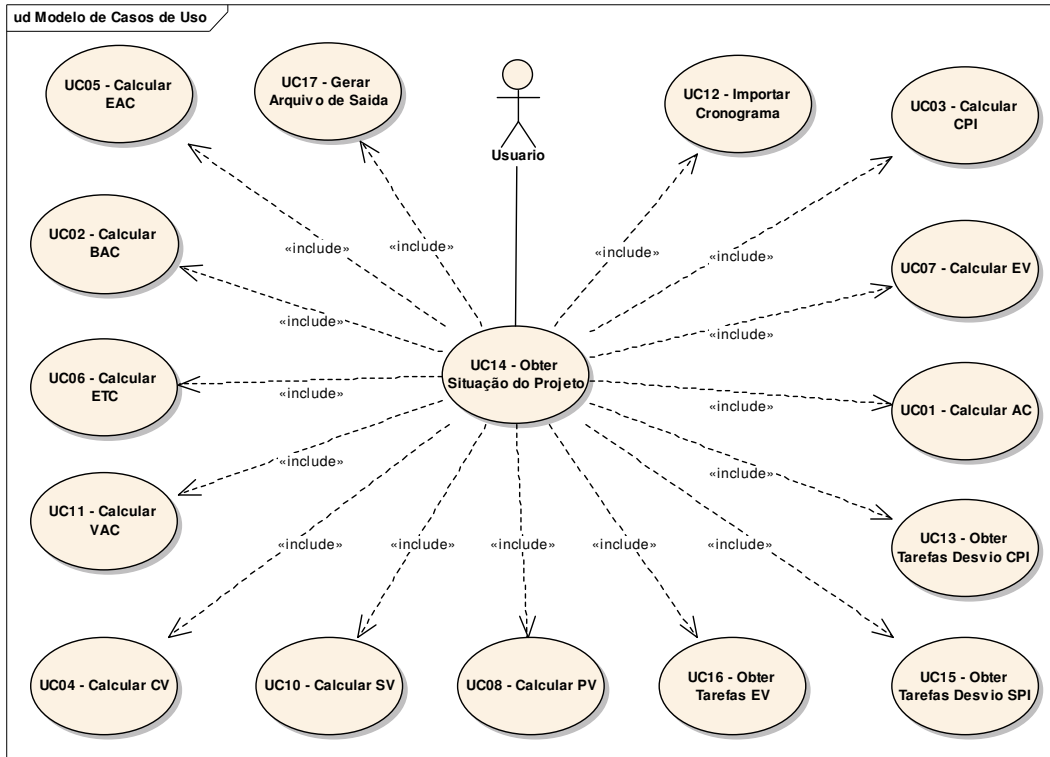 ud Modelo de Casos de Uso
UC05 - Calcular
EAC
UC17 - Gerar
Arquivo de Saida
Usuario
UC12 - Importar
Cronograma
UC03 - Calcular
CPI
UC02 - Calcular
BAC
«include»
«include»
«include»
«include»
UC07 - Calcular EV
«include»
«include»
UC14 - Obter
Situação do Projeto
UC06 - Calcular
ETC
«include»
«include»
UC01 - Calcular AC
«include»
«include»
UC11 - Calcular
VAC
UC13 - Obter
Tarefas Desvio CPI
«include»
«include»
«include»
«include»
«include»
UC04 - Calcular CV
UC10 - Calcular SV
UC08 - Calcular PV
UC16 - Obter
Tarefas EV
UC15 - Obter
Tarefas Desvio SPI